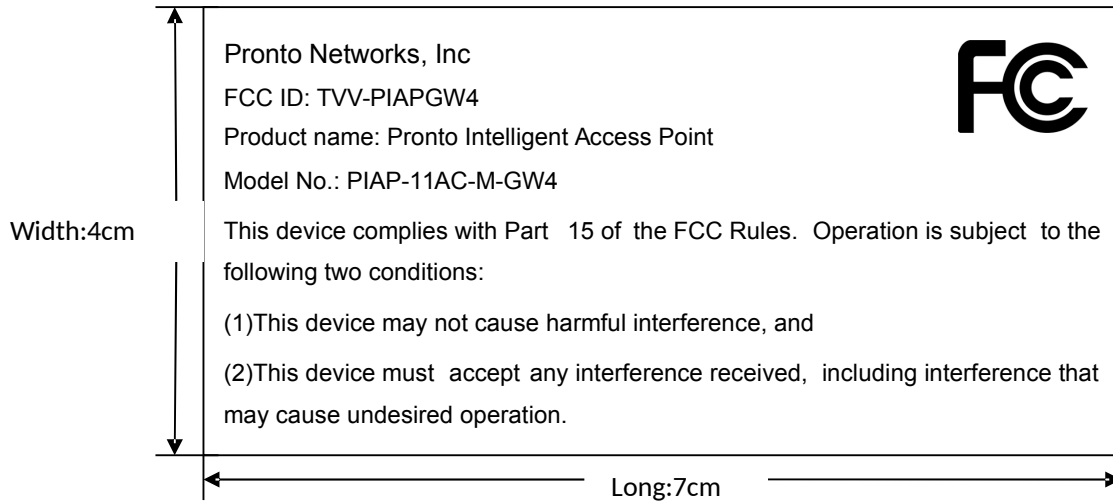 Pronto Networks, Inc
FCC
FCC ID: TVV-PIAPGW4
Product name: Pronto Intelligent Access Point
Model No.: PIAP-11AC-M-GW4
Width:4cm
This device complies with Part 15 of the FCC Rules. Operation is subject to the
following two conditions:
(1)This device may not cause harmful interference, and
(2)This device must accept any interference received, including interference that
may cause undesired operation.
Long:7cm